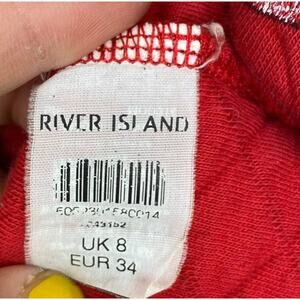 RIVER ISLAND
UK 8
EUR 34